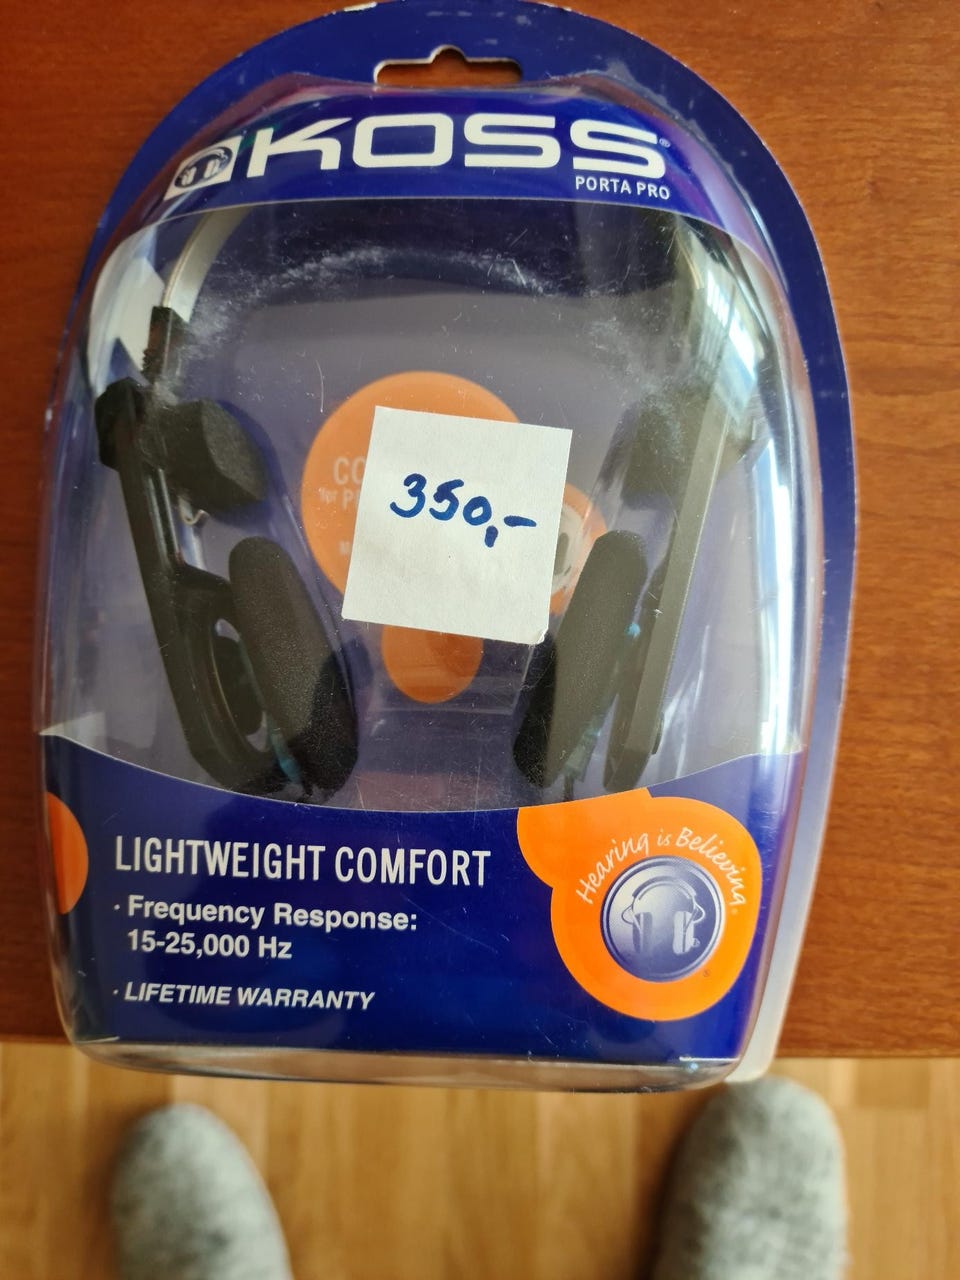 KOSS®
PORTA PRO
350,-
LIGHTWEIGHT COMFORT
· Frequency Response:
15-25,000 Hz
· LIFETIME WARRANTY
Hearing is Believing®